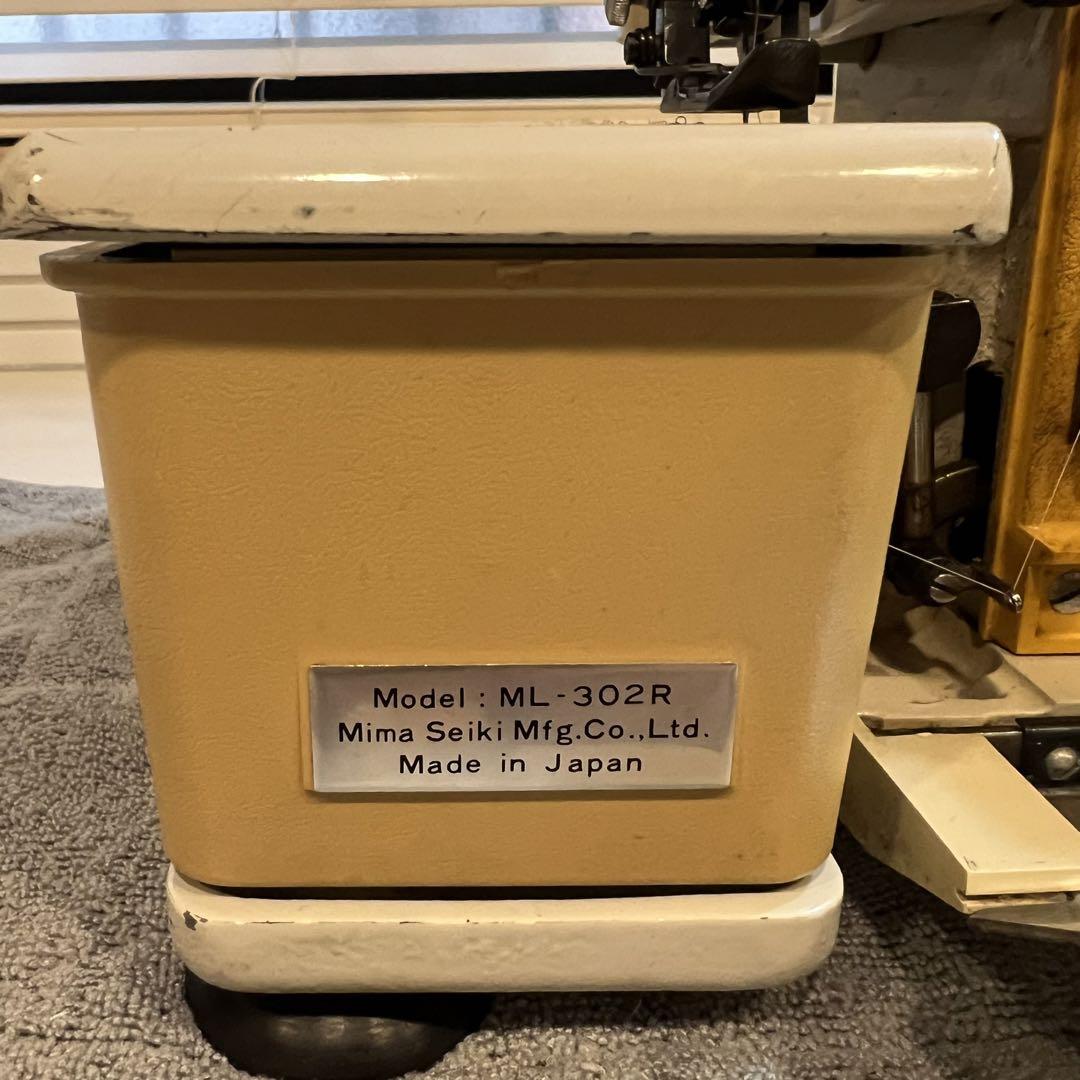 Model : ML-302R
Mima Seiki Mfg.Co.,Ltd.
Made in Japan